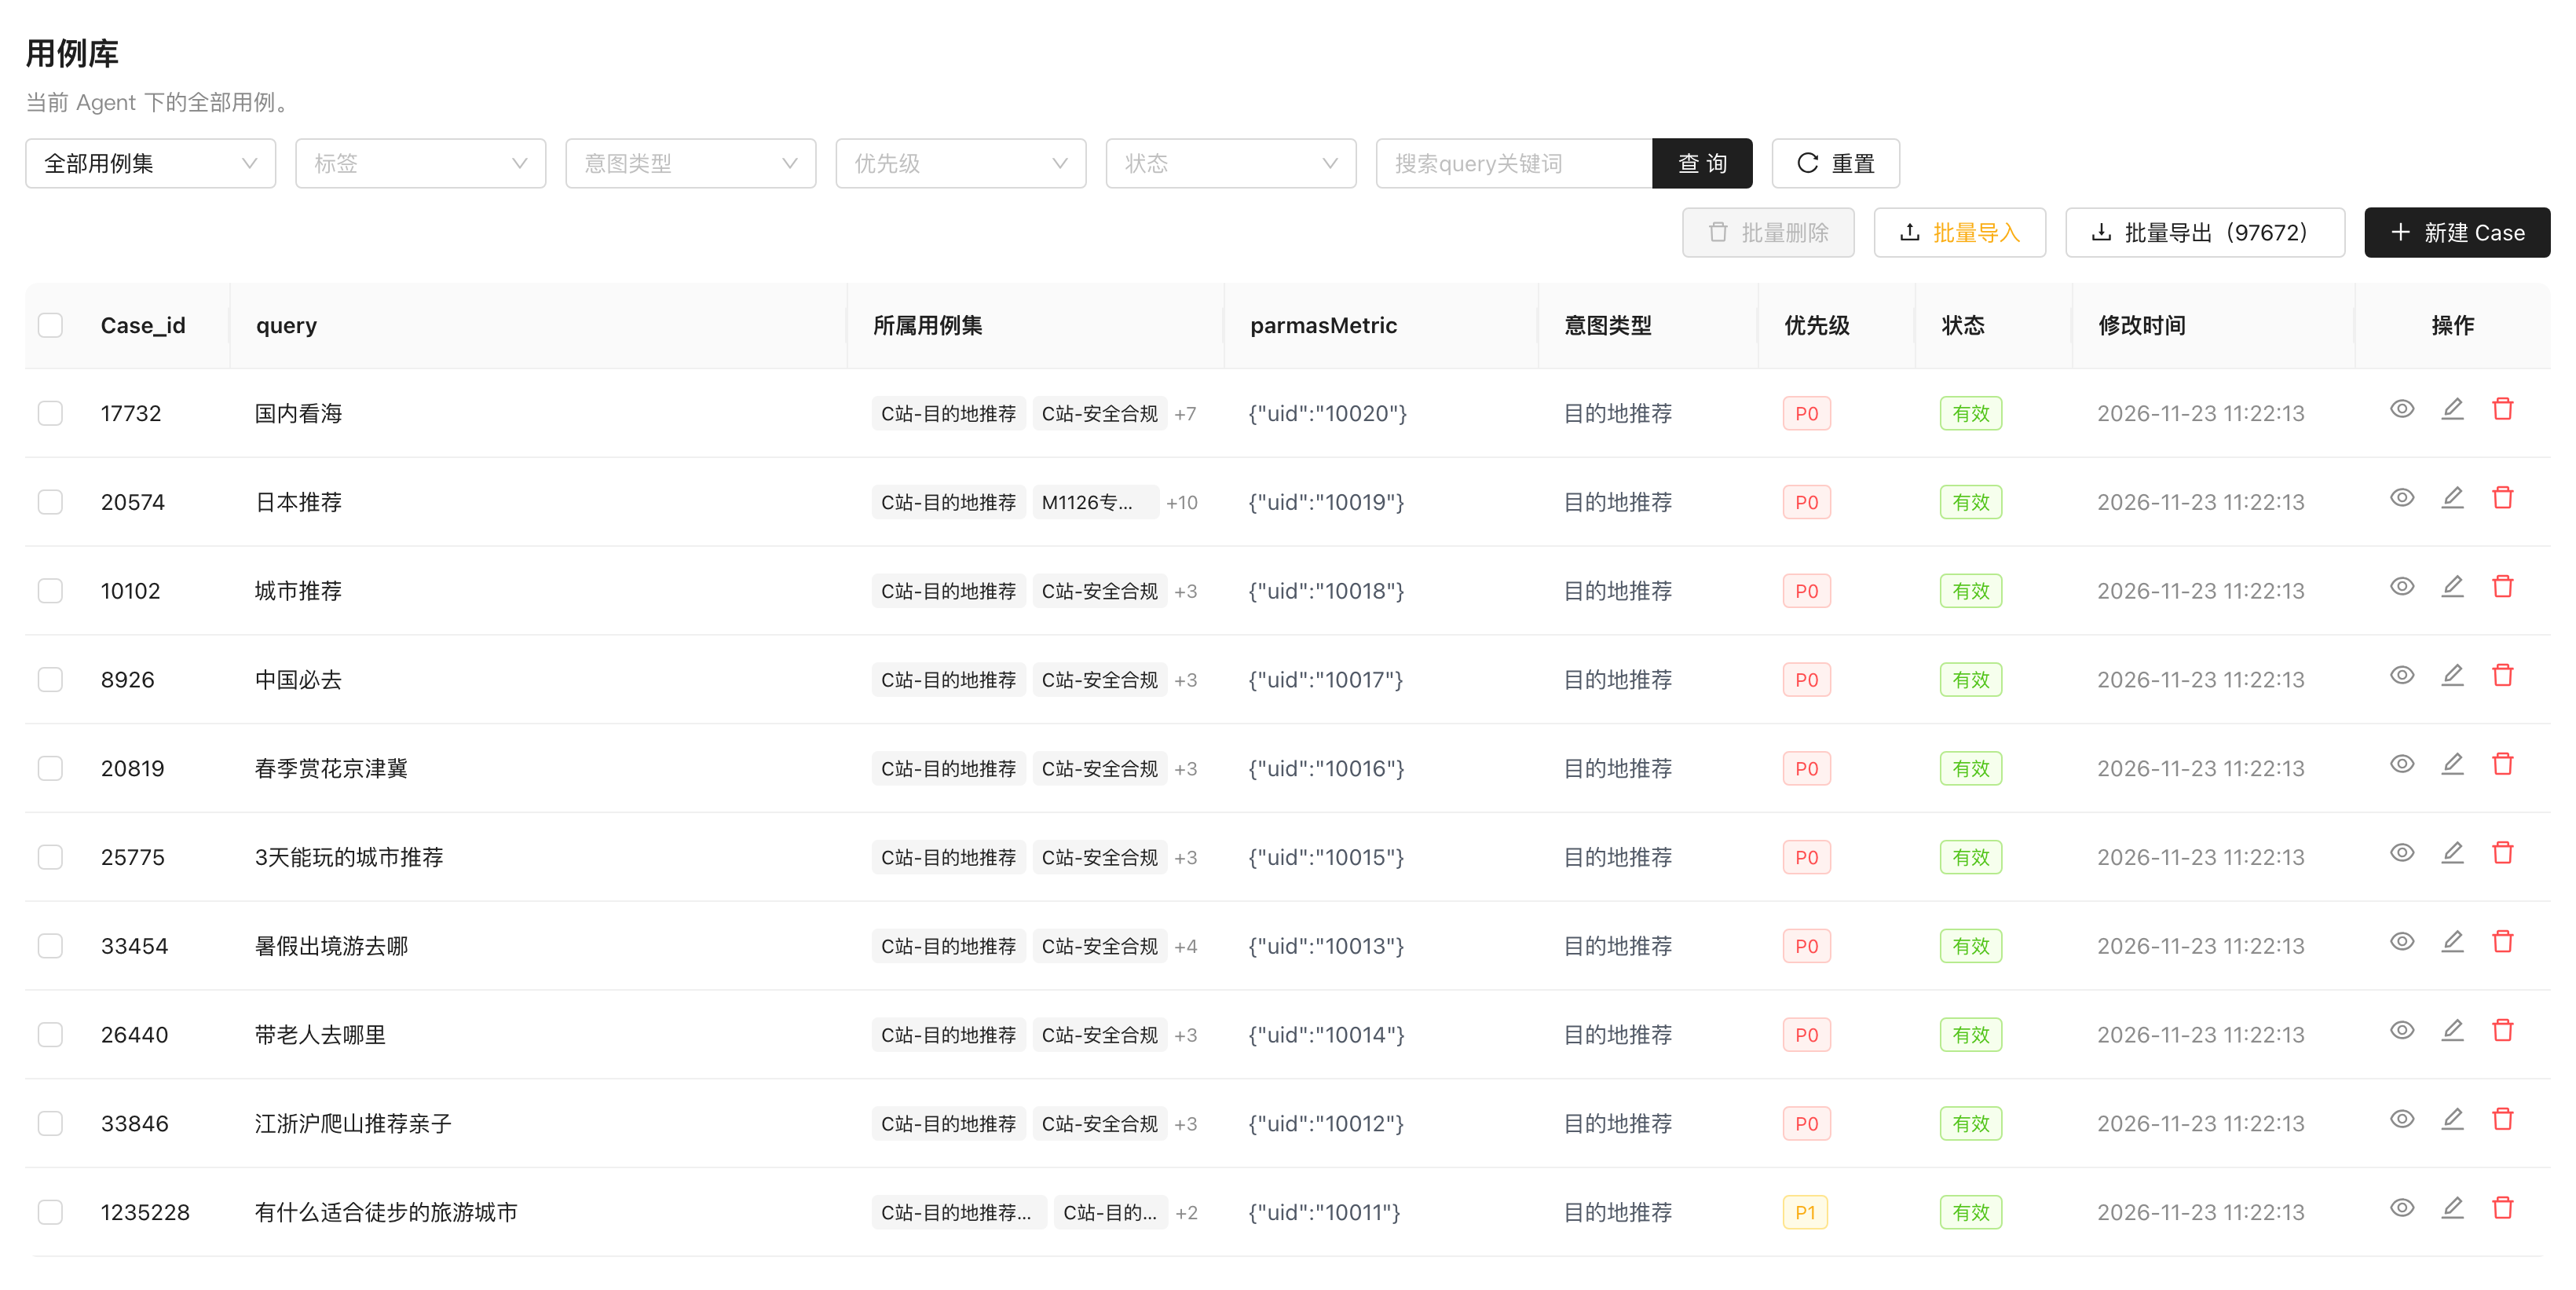 用例库
当前 Agent 下的全部用例。
全部用例集 标签 意图类型 优先级 状态 搜索query关键词 查 询 重置
批量删除 批量导入 批量导出（97672） 新建 Case
Case_id query 所属用例集 parmasMetric 意图类型 优先级 状态 修改时间 操作
17732 国内看海 C站-目的地推荐 C站-安全合规 +7 {"uid":"10020"} 目的地推荐 P0 有效 2026-11-23 11:22:13
20574 日本推荐 C站-目的地推荐 M1126专... +10 {"uid":"10019"} 目的地推荐 P0 有效 2026-11-23 11:22:13
10102 城市推荐 C站-目的地推荐 C站-安全合规 +3 {"uid":"10018"} 目的地推荐 P0 有效 2026-11-23 11:22:13
8926 中国必去 C站-目的地推荐 C站-安全合规 +3 {"uid":"10017"} 目的地推荐 P0 有效 2026-11-23 11:22:13
20819 春季赏花京津冀 C站-目的地推荐 C站-安全合规 +3 {"uid":"10016"} 目的地推荐 P0 有效 2026-11-23 11:22:13
25775 3天能玩的城市推荐 C站-目的地推荐 C站-安全合规 +3 {"uid":"10015"} 目的地推荐 P0 有效 2026-11-23 11:22:13
33454 暑假出境游去哪 C站-目的地推荐 C站-安全合规 +4 {"uid":"10013"} 目的地推荐 P0 有效 2026-11-23 11:22:13
26440 带老人去哪里 C站-目的地推荐 C站-安全合规 +3 {"uid":"10014"} 目的地推荐 P0 有效 2026-11-23 11:22:13
33846 江浙沪爬山推荐亲子 C站-目的地推荐 C站-安全合规 +3 {"uid":"10012"} 目的地推荐 P0 有效 2026-11-23 11:22:13
1235228 有什么适合徒步的旅游城市 C站-目的地推荐... C站-目的... +2 {"uid":"10011"} 目的地推荐 P1 有效 2026-11-23 11:22:13